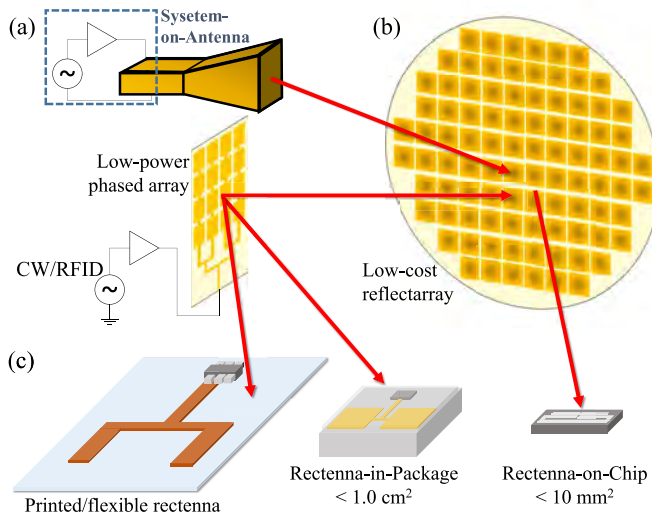 (a)
Sysetem-
on-Antenna
(b)
Low-power
phased array
CW/RFID
Low-cost
reflectarray
(c)
Printed/flexible rectenna
Rectenna-in-Package
< 1.0 cm²
Rectenna-on-Chip
< 10 mm²